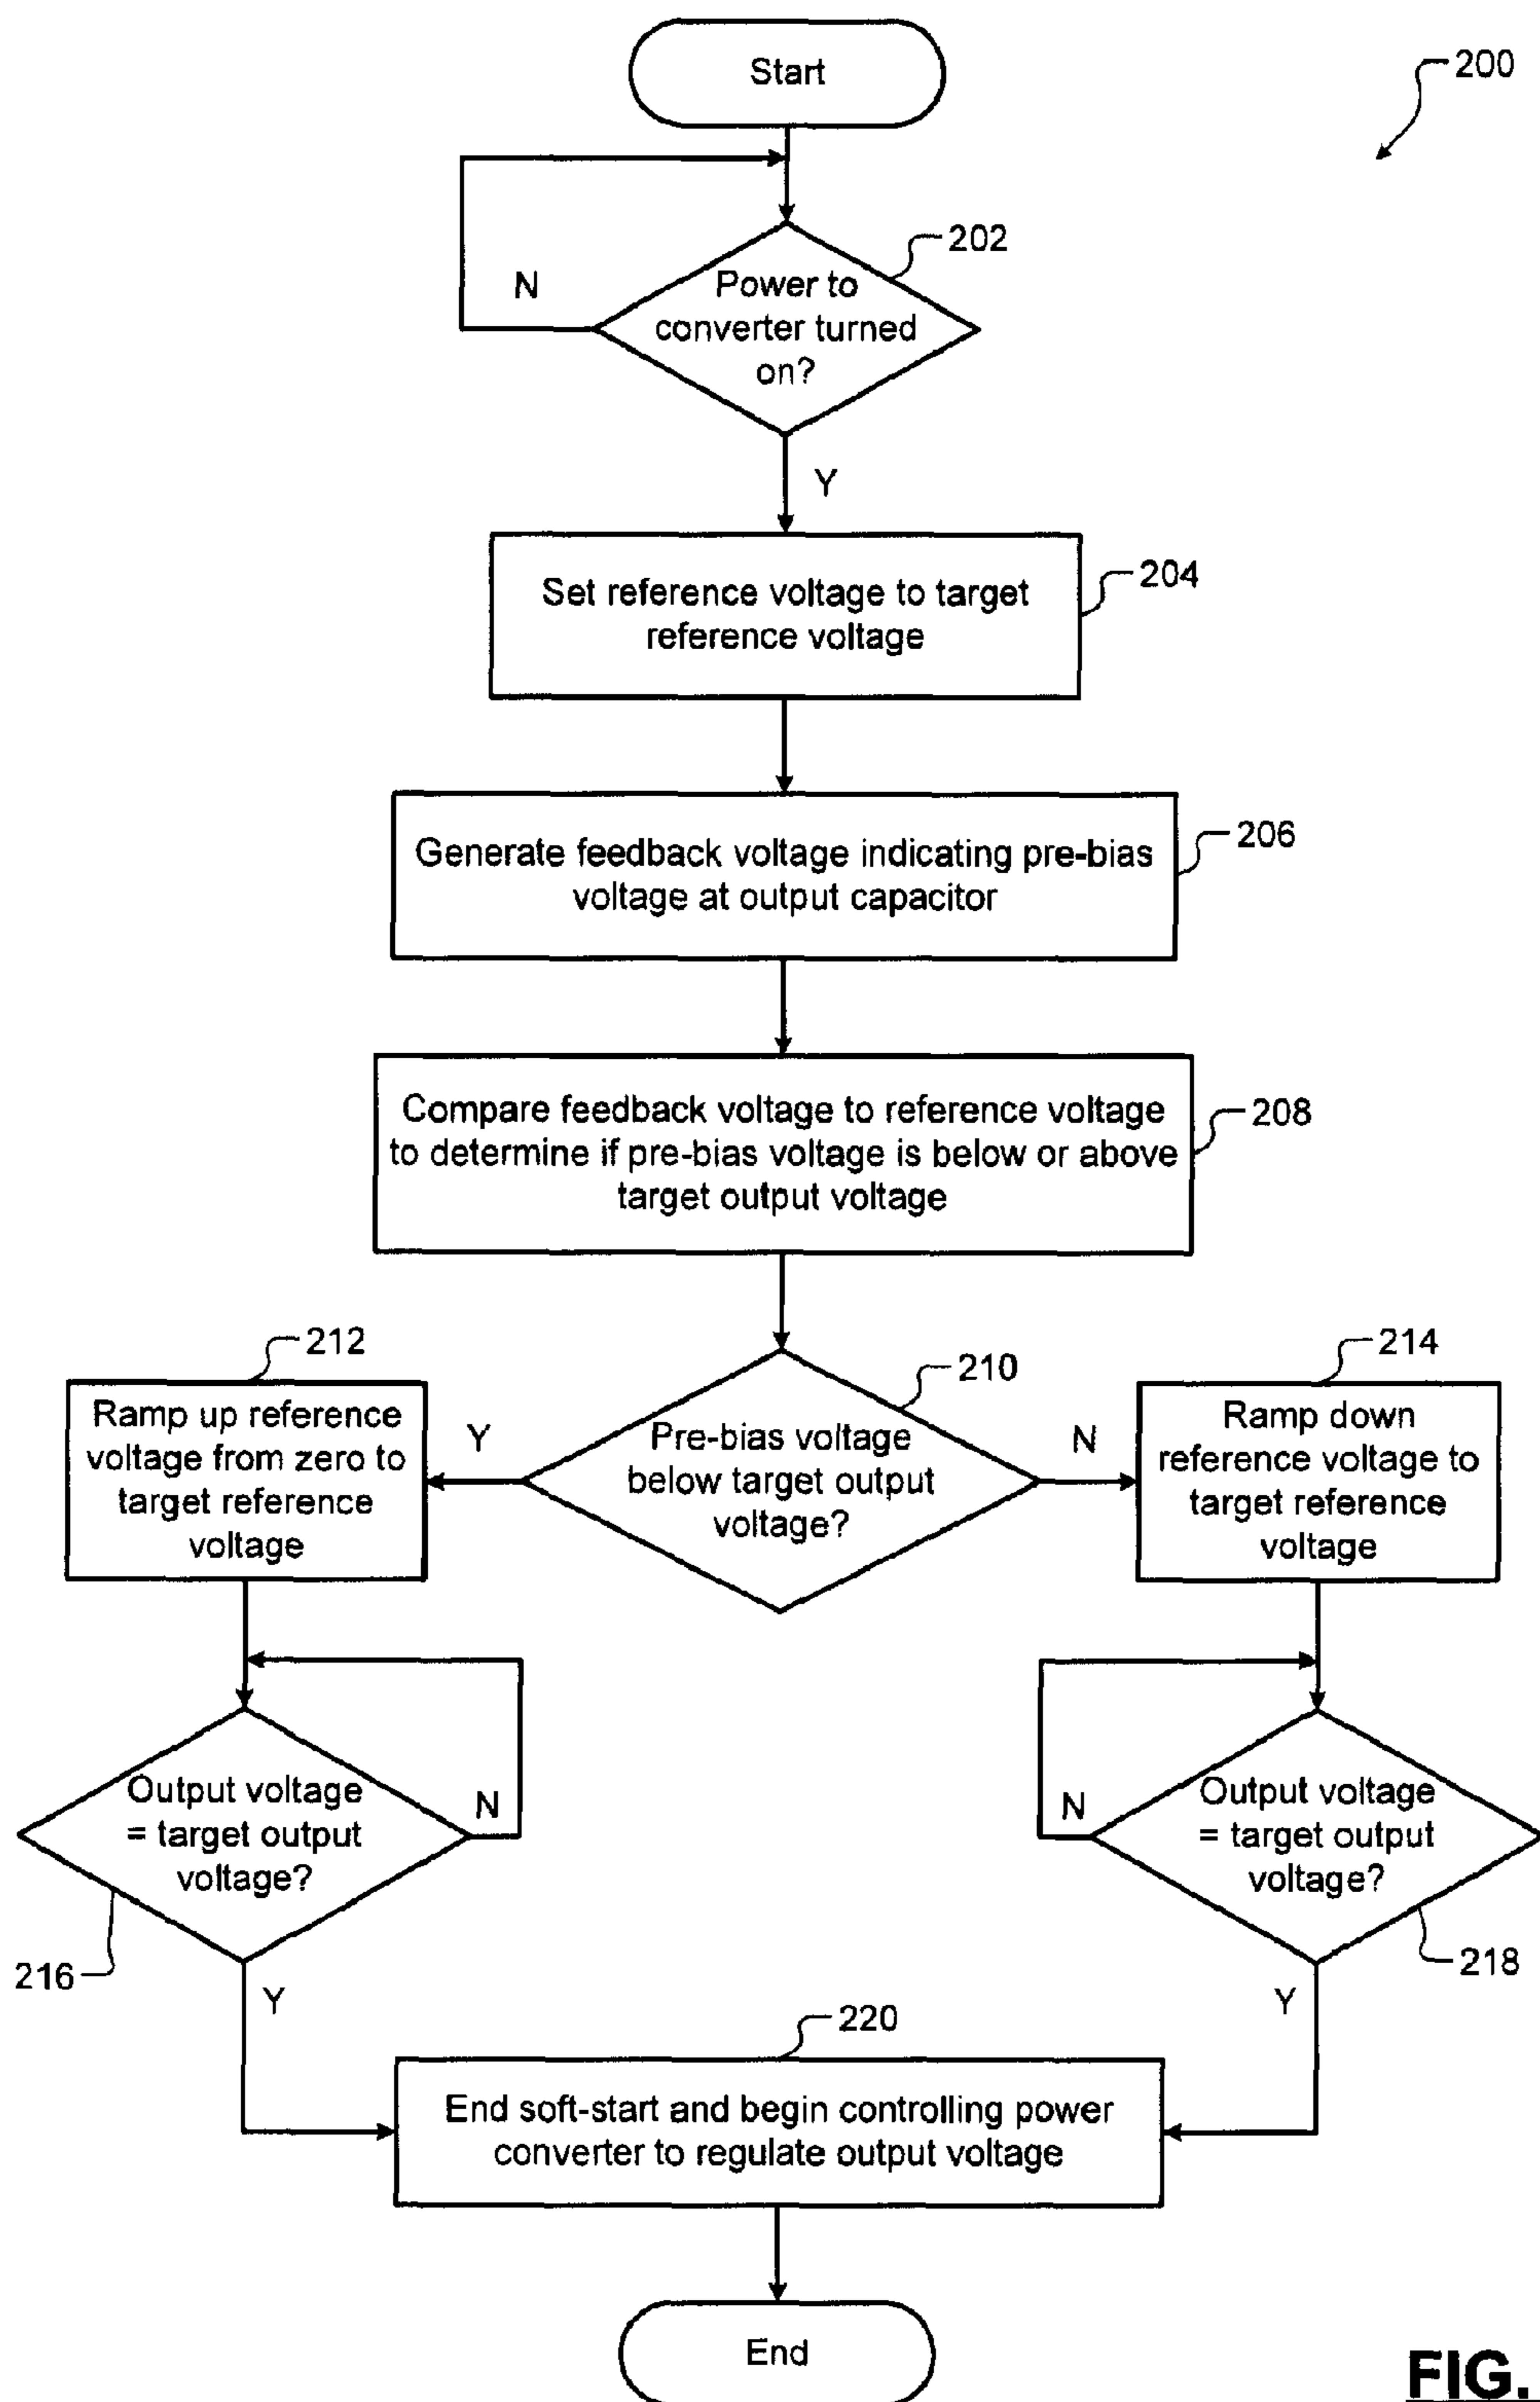 Start
200
202
Power to
converter turned
on?
N
Y
Set reference voltage to target
reference voltage
204
Generate feedback voltage indicating pre-bias
voltage at output capacitor
206
Compare feedback voltage to reference voltage
to determine if pre-bias voltage is below or above
target output voltage
208
212
Ramp up reference
voltage from zero to
target reference
voltage
Y
210
Pre-bias voltage
below target output
voltage?
N
214
Ramp down
reference voltage to
target reference
voltage
Output voltage
= target output
voltage?
N
216
Y
N
Output voltage
= target output
voltage?
218
Y
220
End soft-start and begin controlling power
converter to regulate output voltage
End
FIG.